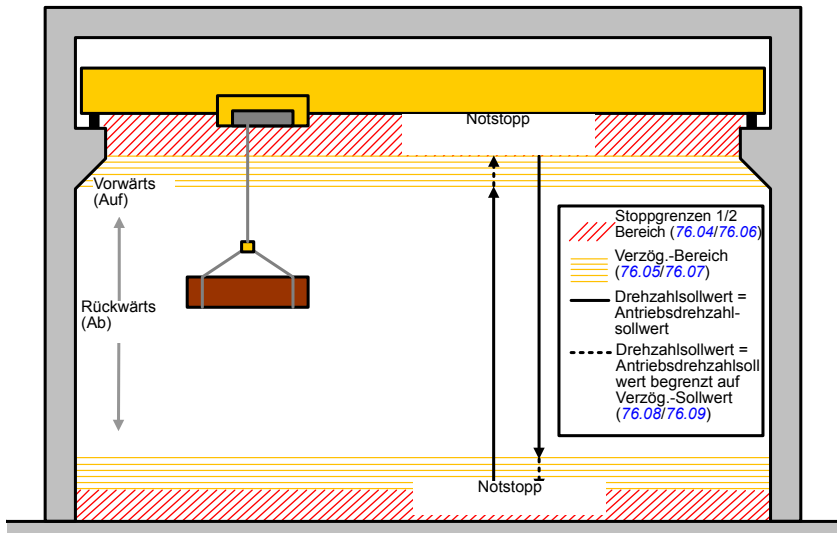 Notstopp
Vorwärts
(Auf)
Rückwärts
(Ab)
Stoppgrenzen 1/2
Bereich (76.04/76.06)
Verzög.-Bereich
(76.05/76.07)
Drehzahlsollwert =
Antriebsdrehzahl-
sollwert
Drehzahlsollwert =
Antriebsdrehzahlsoll
wert begrenzt auf
Verzög.-Sollwert
(76.08/76.09)
Notstopp